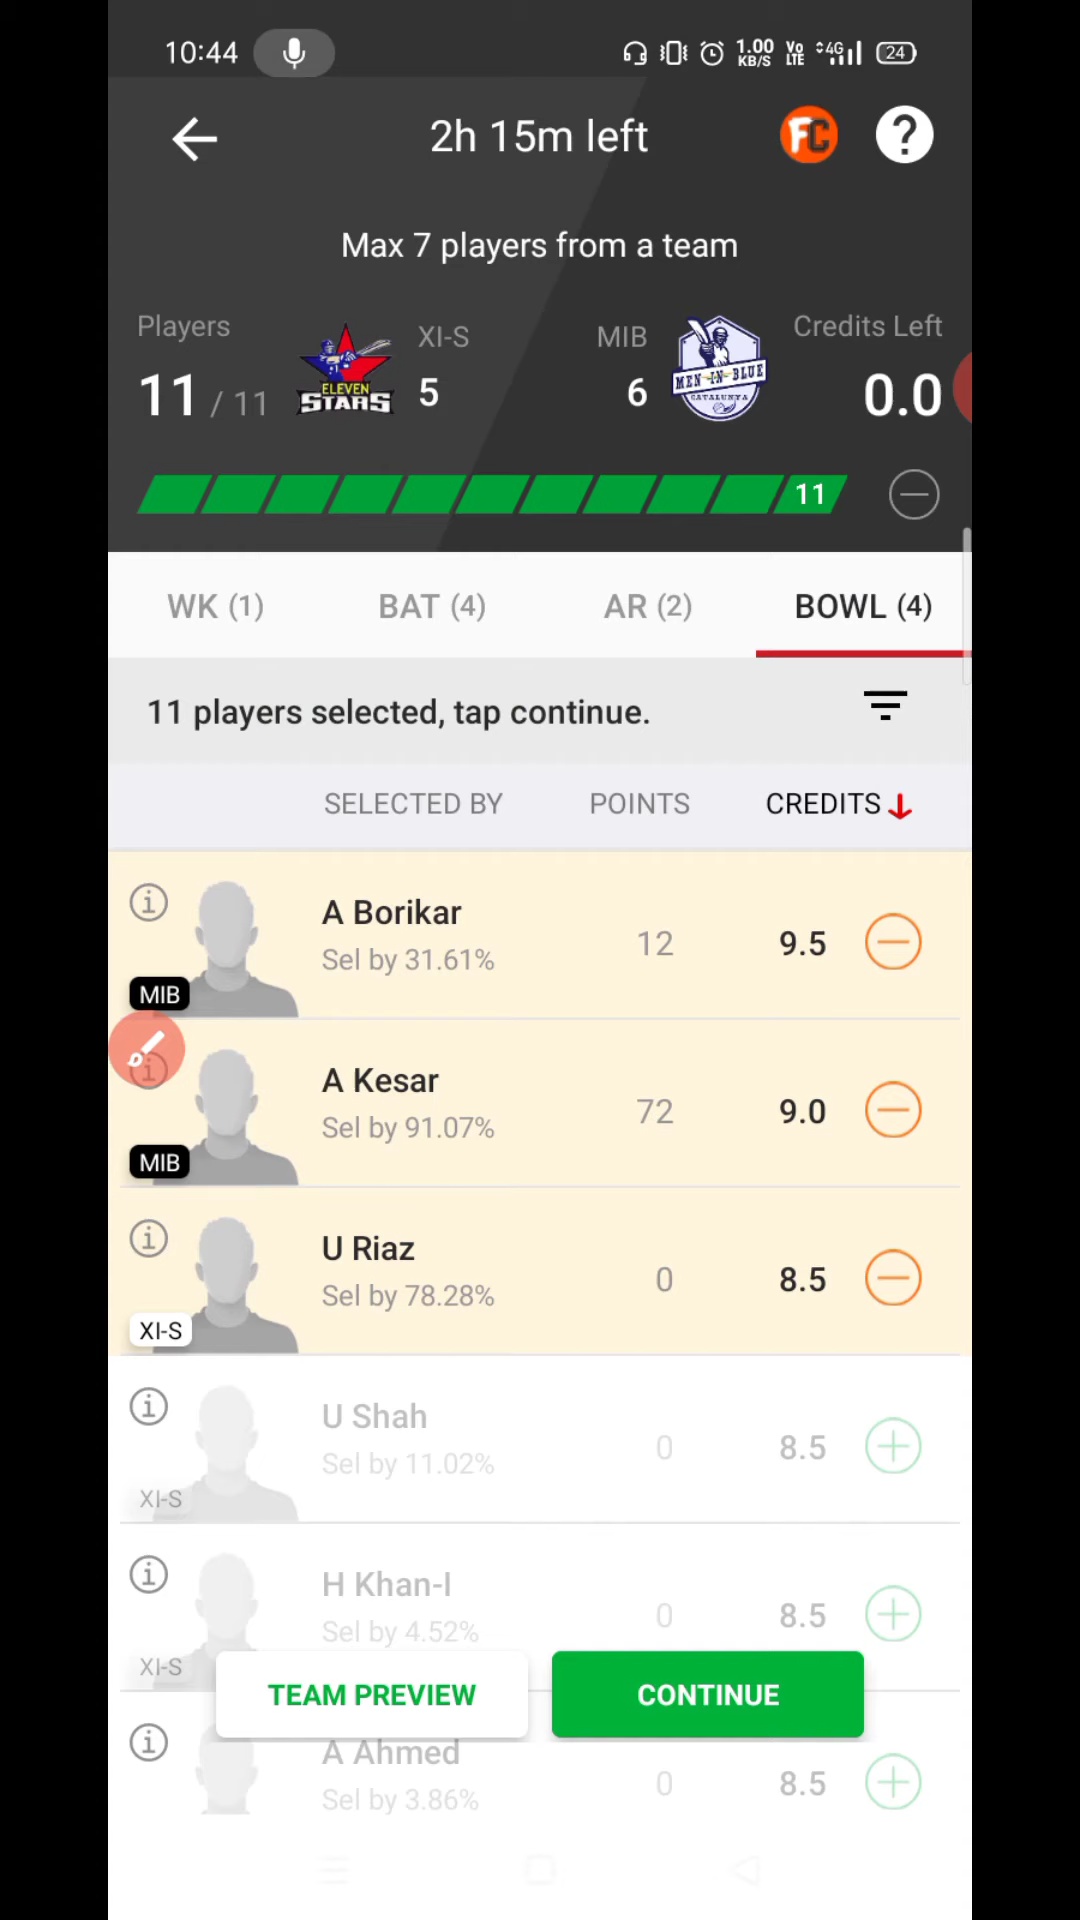 10:44
1.00 KB/S
Vo LTE
4G
24
2h 15m left
FC
?
Max 7 players from a team
Players
XI-S
MIB
Credits Left
11 / 11
ELEVEN STARS
5
6
MEN-IN-BLUE
CATALUNYA
0.0
11
WK (1)
BAT (4)
AR (2)
BOWL (4)
11 players selected, tap continue.
SELECTED BY
POINTS
CREDITS
A Borikar
Sel by 31.61%
12
9.5
MIB
A Kesar
Sel by 91.07%
72
9.0
MIB
U Riaz
Sel by 78.28%
0
8.5
XI-S
U Shah
Sel by 11.02%
0
8.5
XI-S
H Khan-I
Sel by 4.52%
0
8.5
XI-S
TEAM PREVIEW
CONTINUE
A Ahmed
Sel by 3.86%
0
8.5